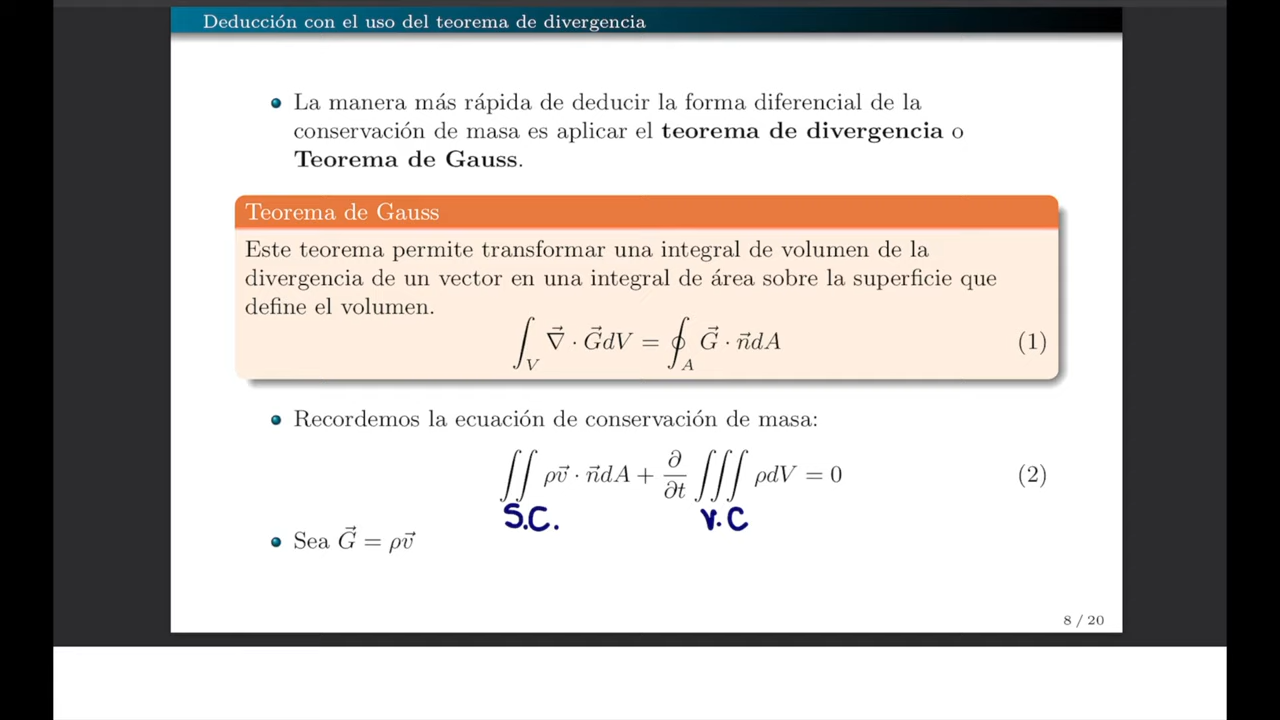 Deducción con el uso del teorema de divergencia
La manera más rápida de deducir la forma diferencial de la
conservación de masa es aplicar el teorema de divergencia o
Teorema de Gauss.
Teorema de Gauss
Este teorema permite transformar una integral de volumen de la
divergencia de un vector en una integral de área sobre la superficie que
define el volumen.
∫_V ∇⃗ · G⃗dV = ∮_A G⃗ · n⃗dA (1)
Recordemos la ecuación de conservación de masa:
∬ ρv⃗ · n⃗dA + ∂/∂t ∭ ρdV = 0 (2)
S.C. V.C
Sea G⃗ = ρv⃗
8 / 20